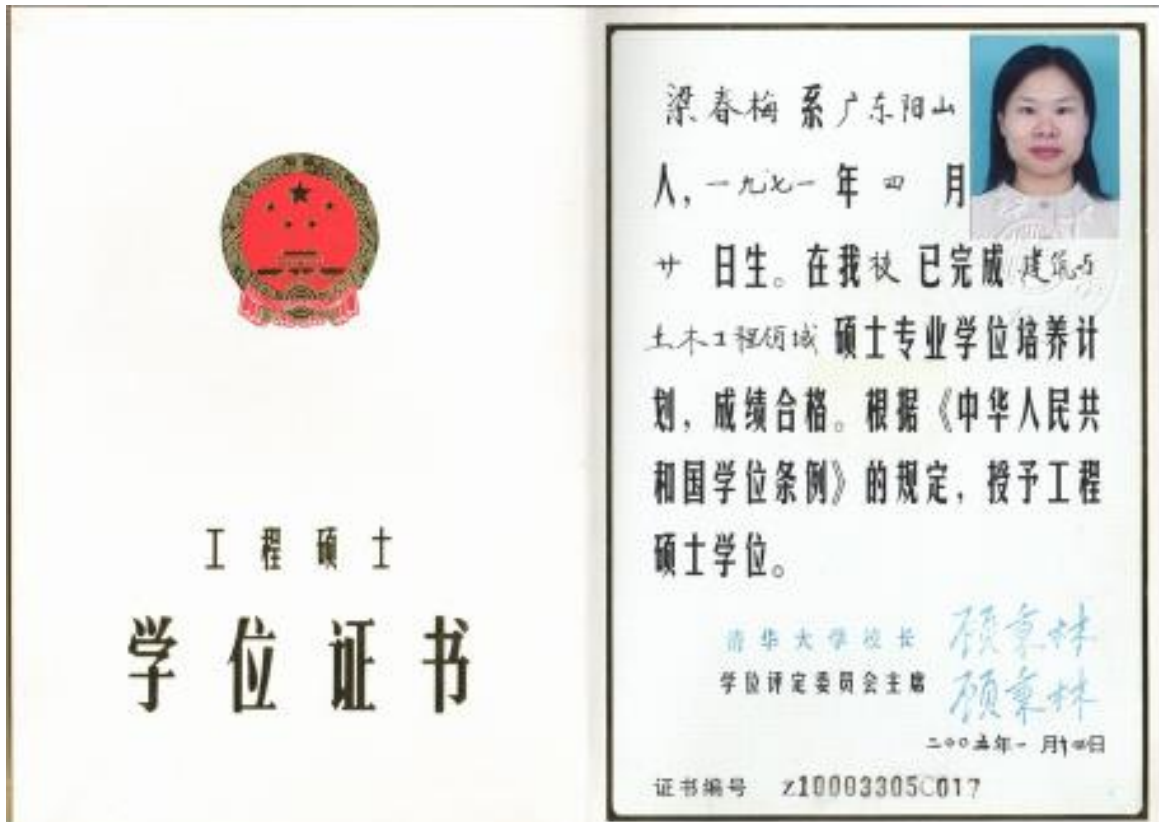 工程硕士
学位证书
梁春梅 系广东阳山
人，一九七一年 四 月
廿 日生。在我校 已完成 建筑与
土木工程领域 硕士专业学位培养计
划，成绩合格。根据《中华人民共
和国学位条例》的规定，授予工程
硕士学位。
清华大学校长 顾秉林
学位评定委员会主席 顾秉林
二〇〇五年一月十四日
证书编号 Z10003305C017